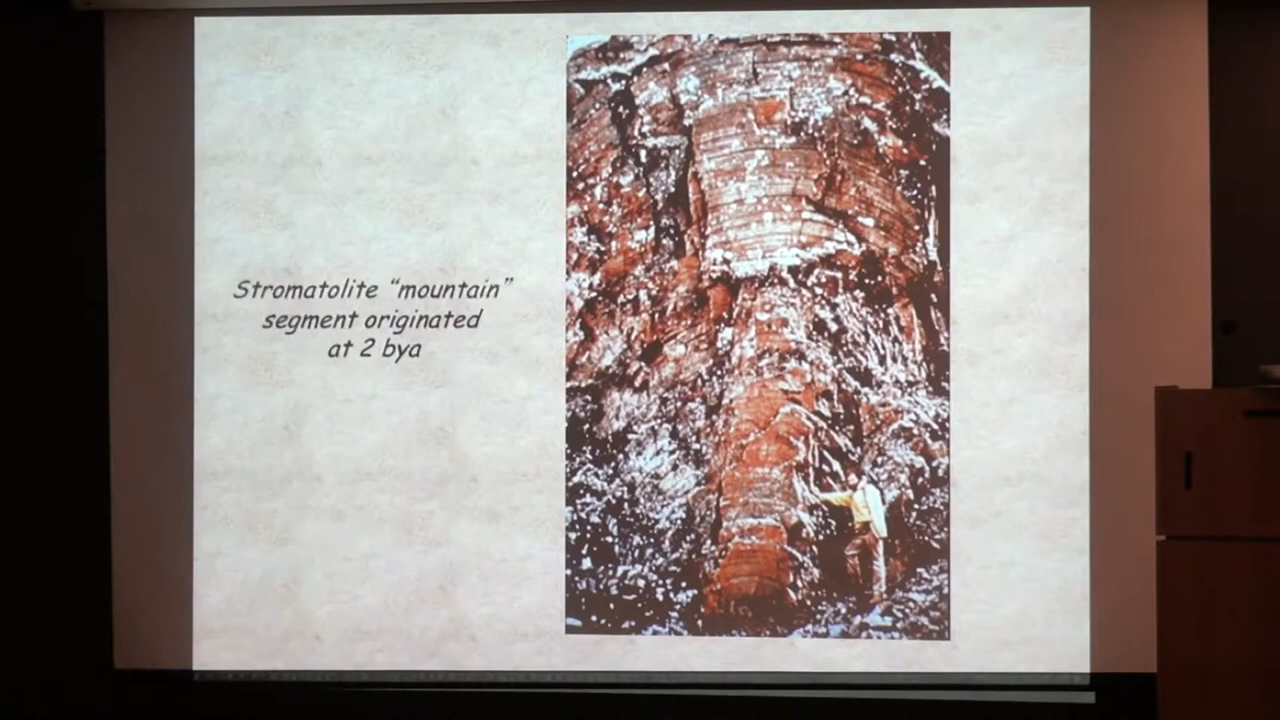 Stromatolite “mountain”
segment originated
at 2 bya